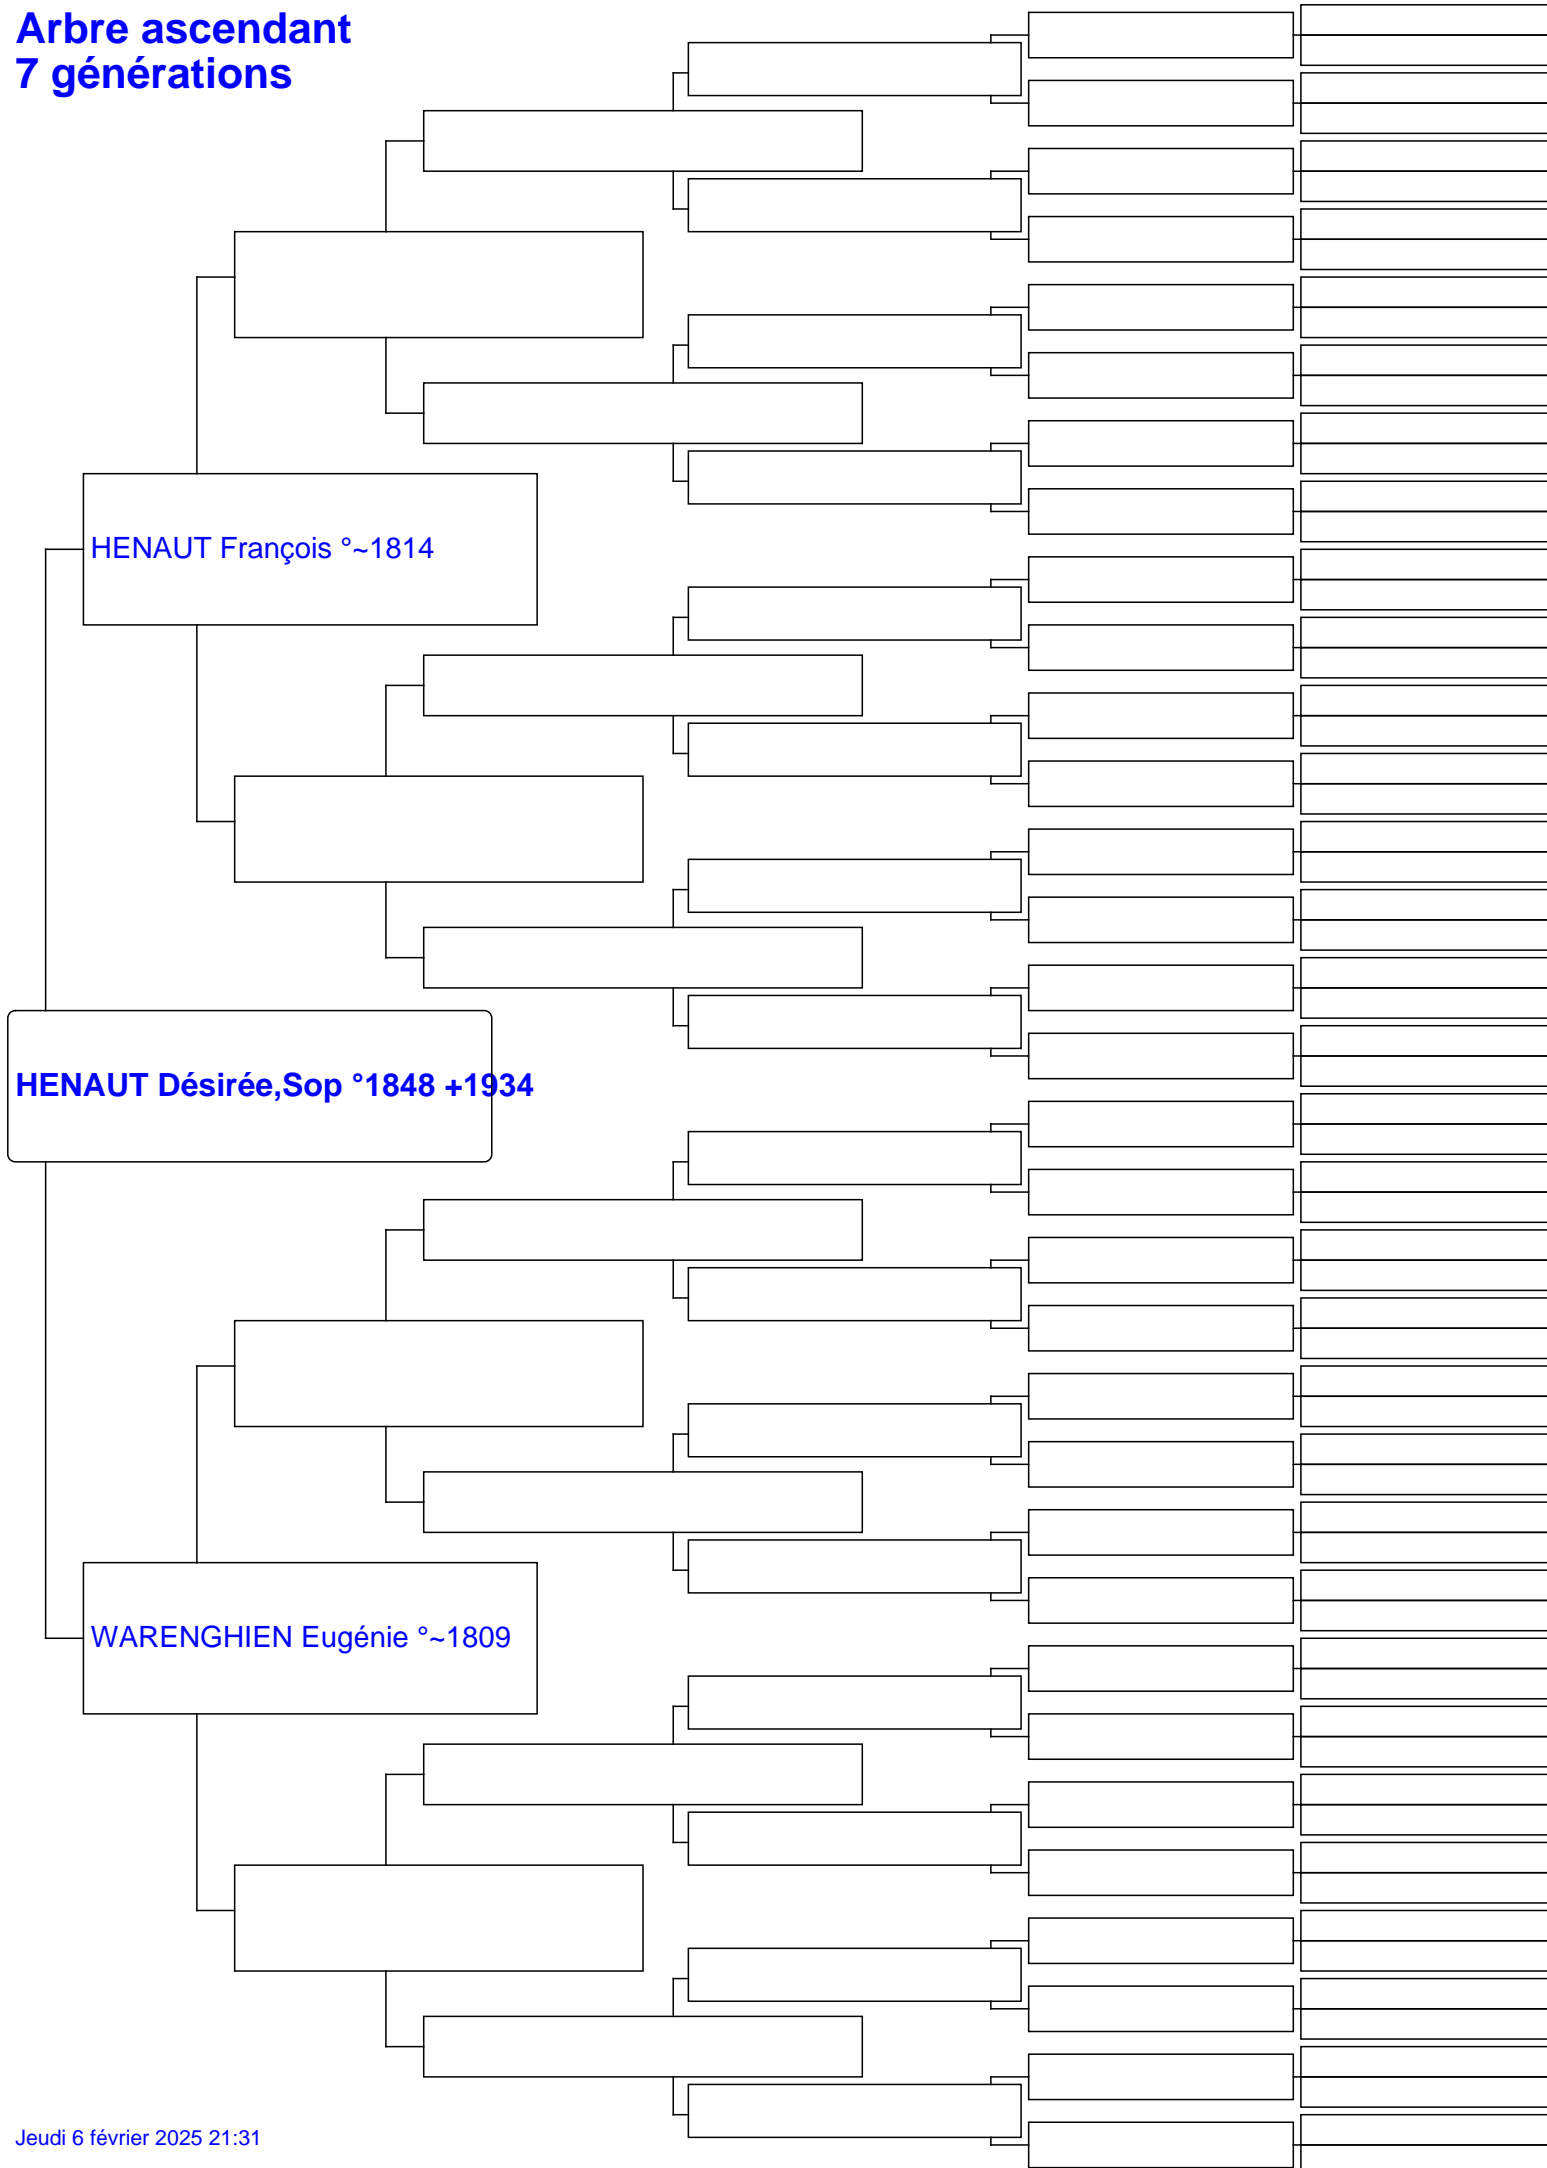 Arbre ascendant
7 générations
HENAUT François °~1814
HENAUT Désirée,Sop °1848 +1934
WARENGHIEN Eugénie °~1809
Jeudi 6 février 2025 21:31